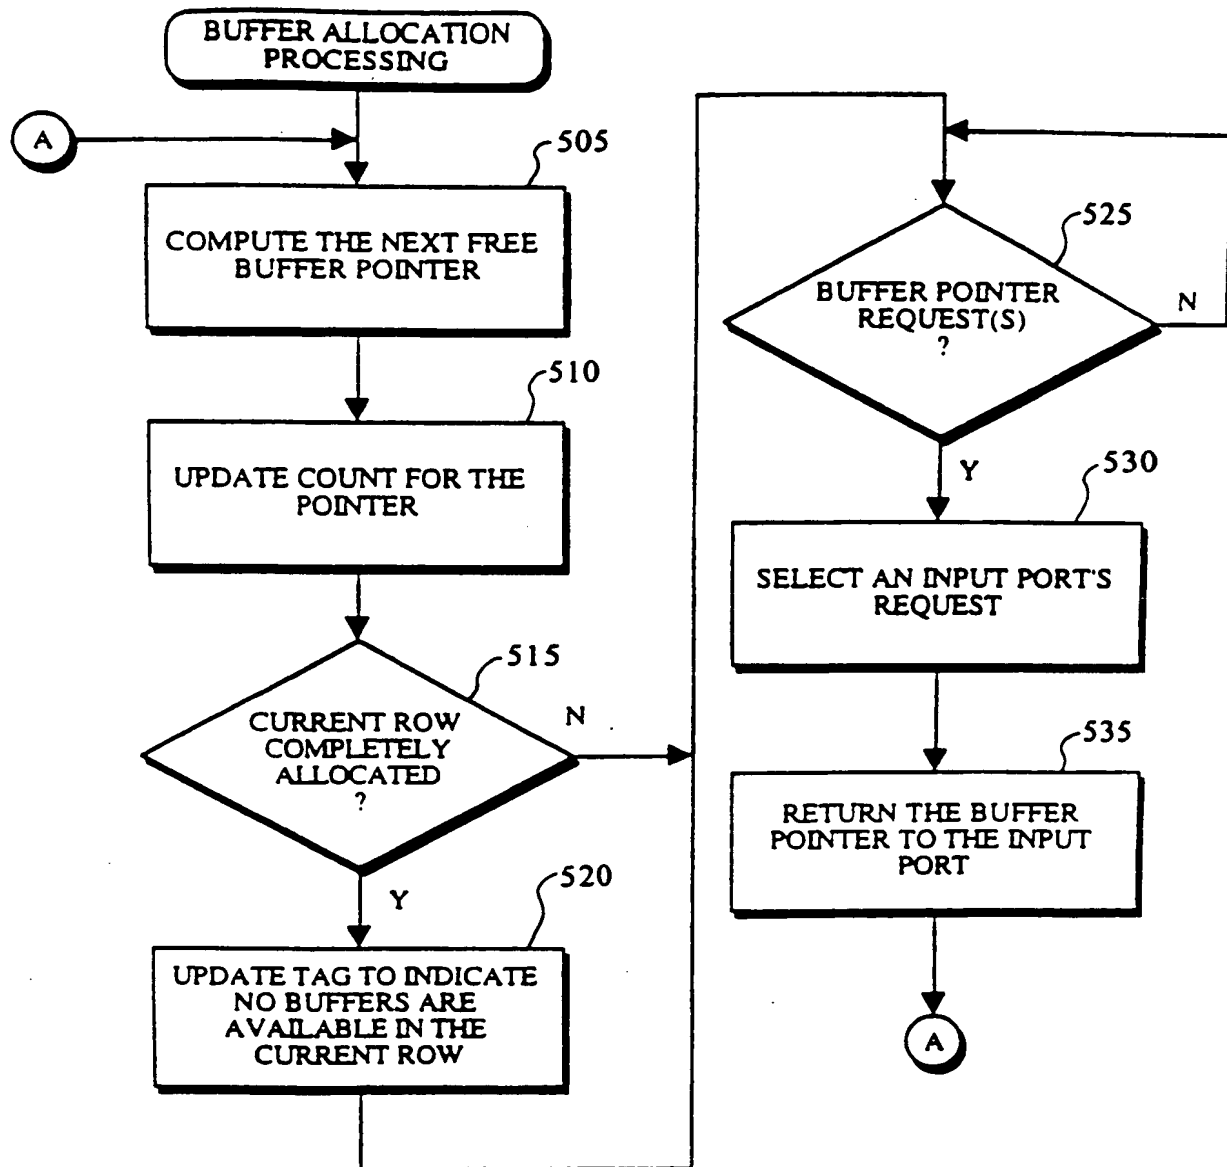 BUFFER ALLOCATION
PROCESSING
A
505
COMPUTE THE NEXT FREE
BUFFER POINTER
510
UPDATE COUNT FOR THE
POINTER
515
CURRENT ROW
COMPLETELY
ALLOCATED
?
N
Y
520
UPDATE TAG TO INDICATE
NO BUFFERS ARE
AVAILABLE IN THE
CURRENT ROW
525
BUFFER POINTER
REQUEST(S)
?
N
Y
530
SELECT AN INPUT PORT'S
REQUEST
535
RETURN THE BUFFER
POINTER TO THE INPUT
PORT
A